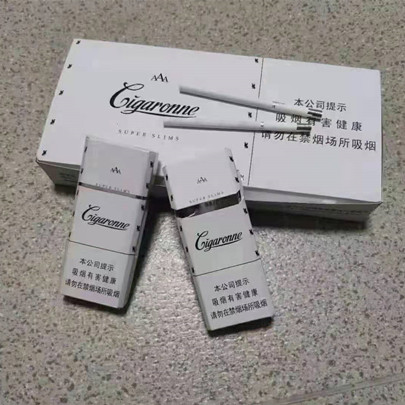 AAA
Cigaronne
SUPER SLIMS
本公司提示
吸烟有害健康
请勿在禁烟场所吸烟
AAA
Cigaronne
本公司提示
吸烟有害健康
请勿在禁烟场所吸烟
AAA
SUPER SLIMS
Cigaronne
本公司提示
吸烟有害健康
请勿在禁烟场所吸烟